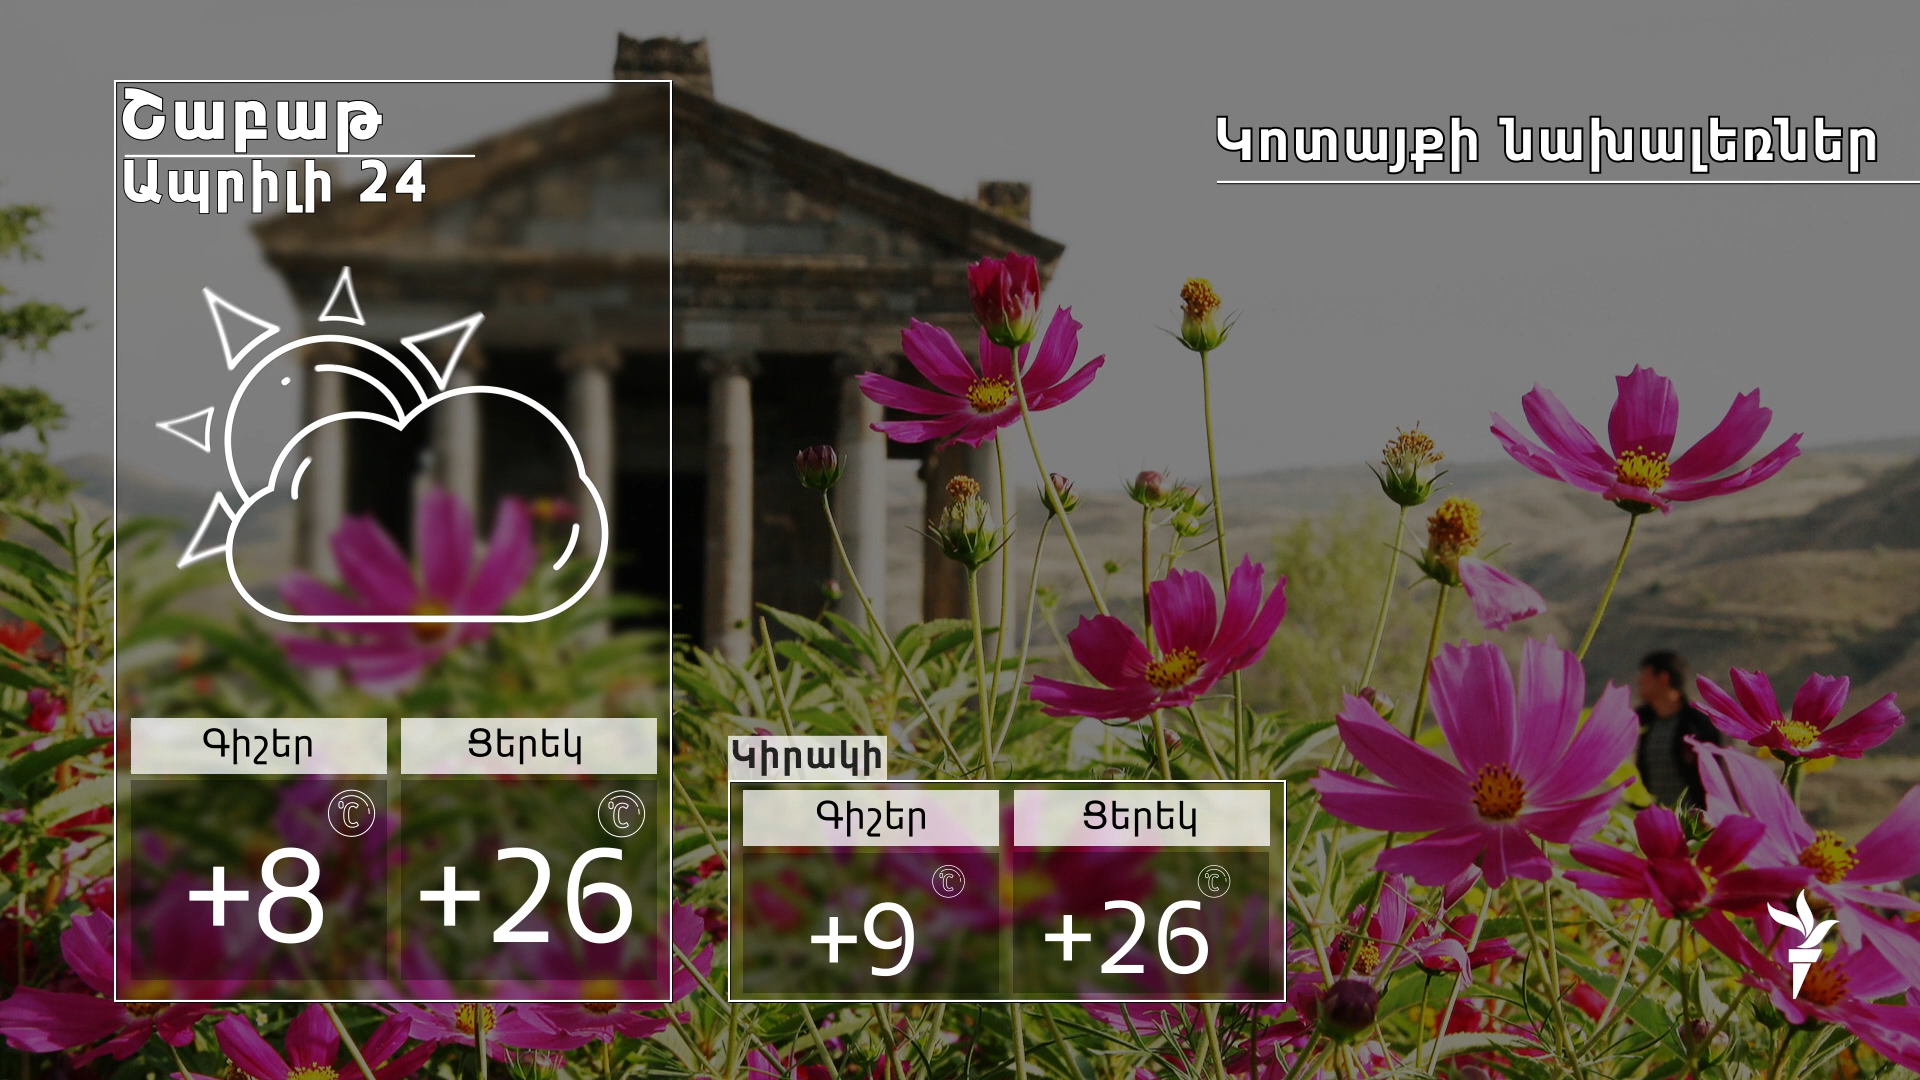 Շաբաթ
Ապրիլի 24
Կոտայքի նախալեռներ
Գիշեր
Ցերեկ
°C
°C
+8
+26
Կիրակի
Գիշեր
Ցերեկ
°C
°C
+9
+26